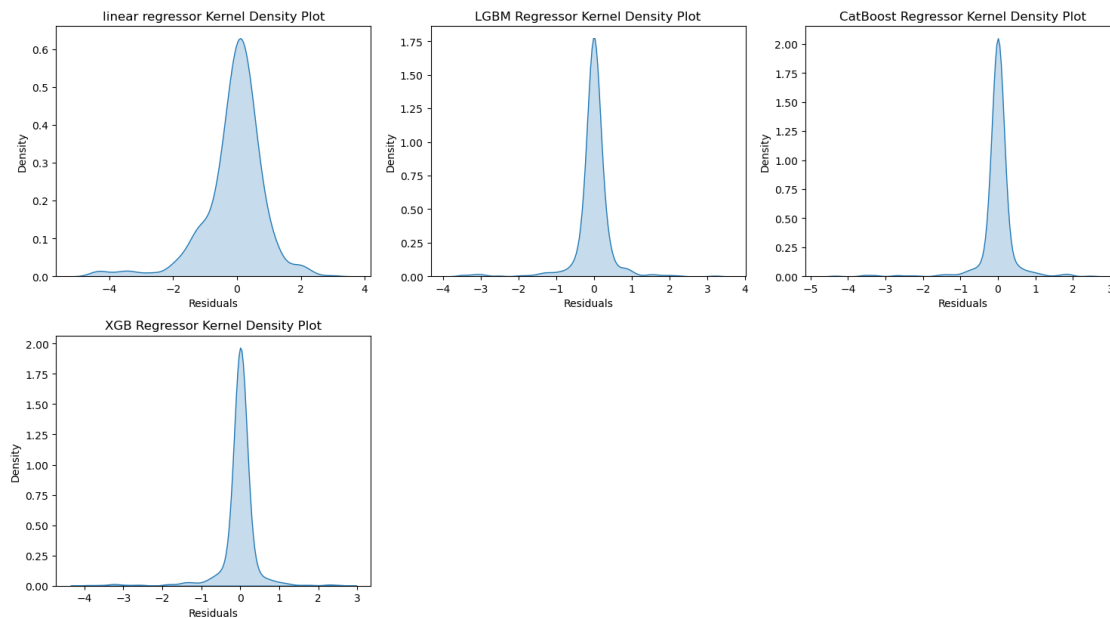 linear regressor Kernel Density Plot
0.6
0.5
0.4
0.3
0.2
0.1
0.0
Density
−4 −2 0 2 4
Residuals
LGBM Regressor Kernel Density Plot
1.75
1.50
1.25
1.00
0.75
0.50
0.25
0.00
Density
−4 −3 −2 −1 0 1 2 3 4
Residuals
CatBoost Regressor Kernel Density Plot
2.00
1.75
1.50
1.25
1.00
0.75
0.50
0.25
0.00
Density
−5 −4 −3 −2 −1 0 1 2 3
Residuals
XGB Regressor Kernel Density Plot
2.00
1.75
1.50
1.25
1.00
0.75
0.50
0.25
0.00
Density
−4 −3 −2 −1 0 1 2 3
Residuals